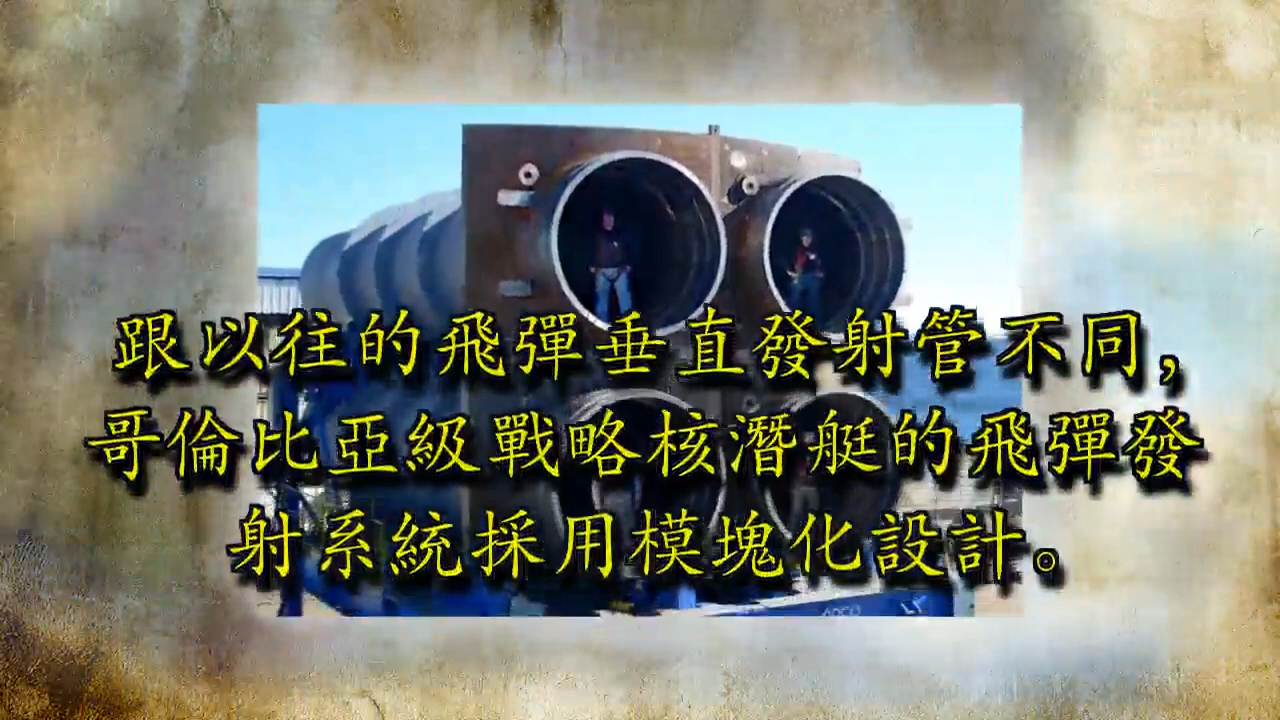 跟以往的飛彈垂直發射管不同,
哥倫比亞級戰略核潛艇的飛彈發
射系統採用模塊化設計。